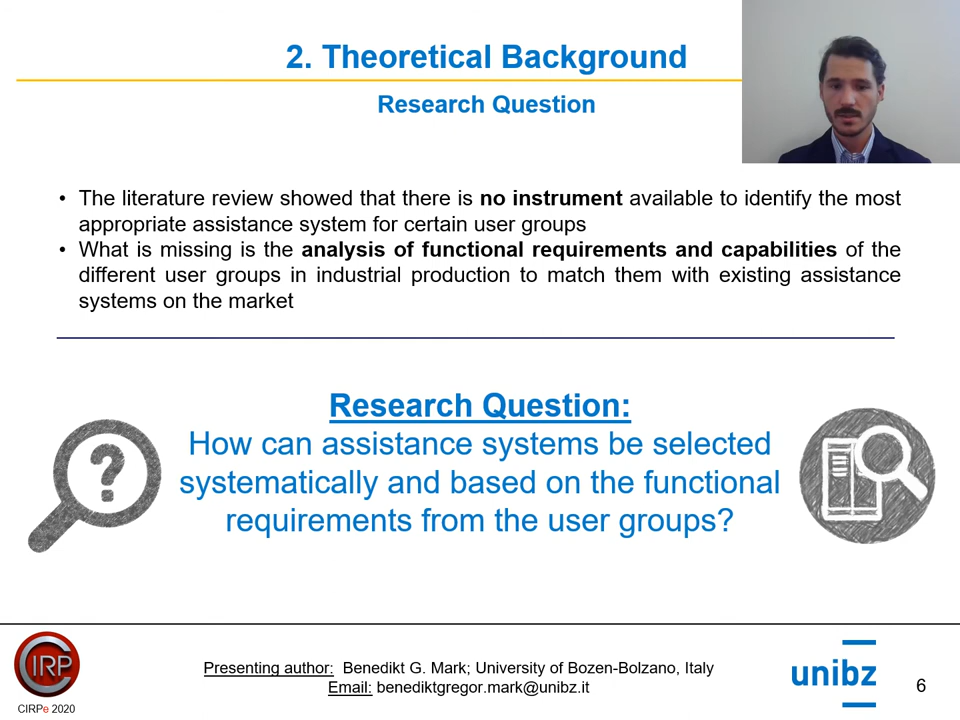 2. Theoretical Background
Research Question
• The literature review showed that there is no instrument available to identify the most
appropriate assistance system for certain user groups
• What is missing is the analysis of functional requirements and capabilities of the
different user groups in industrial production to match them with existing assistance
systems on the market
Research Question:
How can assistance systems be selected
systematically and based on the functional
requirements from the user groups?
?
CIRP
CIRPe 2020
Presenting author: Benedikt G. Mark; University of Bozen-Bolzano, Italy
Email: benediktgregor.mark@unibz.it
unibz
6